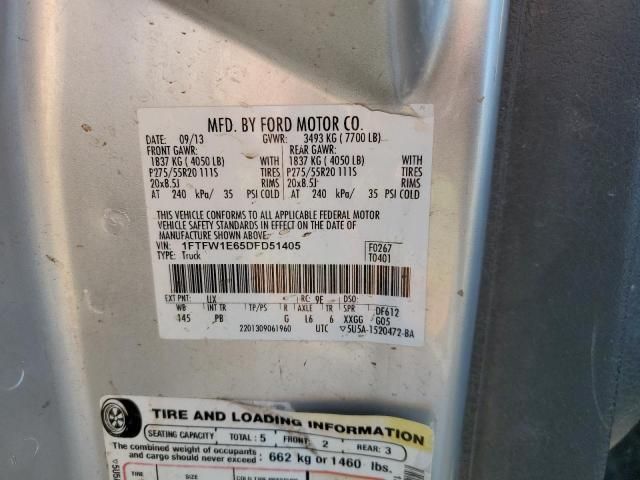 MFD. BY FORD MOTOR CO.
DATE: 09/13 GVWR: 3493 KG ( 7700 LB)
FRONT GAWR: REAR GAWR:
1837 KG ( 4050 LB) WITH 1837 KG ( 4050 LB) WITH
P275/55R20 111S TIRES P275/55R20 111S TIRES
20x8.5J RIMS 20x8.5J RIMS
AT 240 kPa/ 35 PSI COLD AT 240 kPa/ 35 PSI COLD
THIS VEHICLE CONFORMS TO ALL APPLICABLE FEDERAL MOTOR
VEHICLE SAFETY STANDARDS IN EFFECT ON THE DATE OF
MANUFACTURE SHOWN ABOVE.
VIN: 1FTFW1E65DFD51405 F0267
TYPE: Truck T0401
EXT PNT: UX RC: 9E DSO:
WB INT TR TP/PS R AXLE TR SPR DF612
145 PB G L6 6 XXGG G05
2201309061960 UTC ▽5U5A-1520472-BA
TIRE AND LOADING INFORMATION
SEATING CAPACITY TOTAL: 5 FRONT: 2 REAR: 3
The combined weight of occupants
and cargo should never exceed: 662 kg or 1460 lbs.
TIRE SIZE